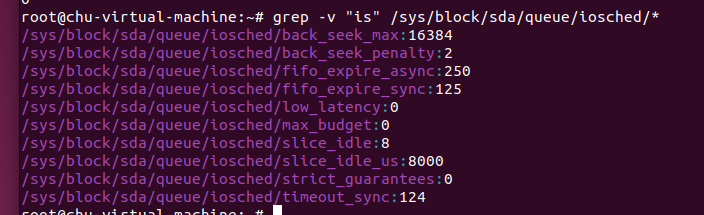 root@chu-virtual-machine:~# grep -v "is" /sys/block/sda/queue/iosched/*
/sys/block/sda/queue/iosched/back_seek_max:16384
/sys/block/sda/queue/iosched/back_seek_penalty:2
/sys/block/sda/queue/iosched/fifo_expire_async:250
/sys/block/sda/queue/iosched/fifo_expire_sync:125
/sys/block/sda/queue/iosched/low_latency:0
/sys/block/sda/queue/iosched/max_budget:0
/sys/block/sda/queue/iosched/slice_idle:8
/sys/block/sda/queue/iosched/slice_idle_us:8000
/sys/block/sda/queue/iosched/strict_guarantees:0
/sys/block/sda/queue/iosched/timeout_sync:124
root@chu-virtual-machine:~#